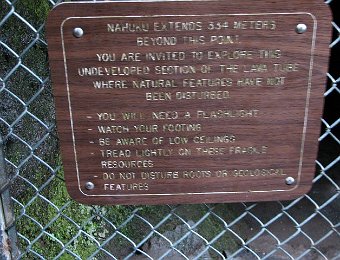 NAHUKU EXTENDS 334 METERS
BEYOND THIS POINT
YOU ARE INVITED TO EXPLORE THIS
UNDEVELOPED SECTION OF THE LAVA TUBE
WHERE NATURAL FEATURES HAVE NOT
BEEN DISTURBED
- YOU WILL NEED A FLASHLIGHT
- WATCH YOUR FOOTING
- BE AWARE OF LOW CEILINGS
- TREAD LIGHTLY ON THESE FRAGILE
RESOURCES
- DO NOT DISTURB ROOTS OR GEOLOGICAL
FEATURES